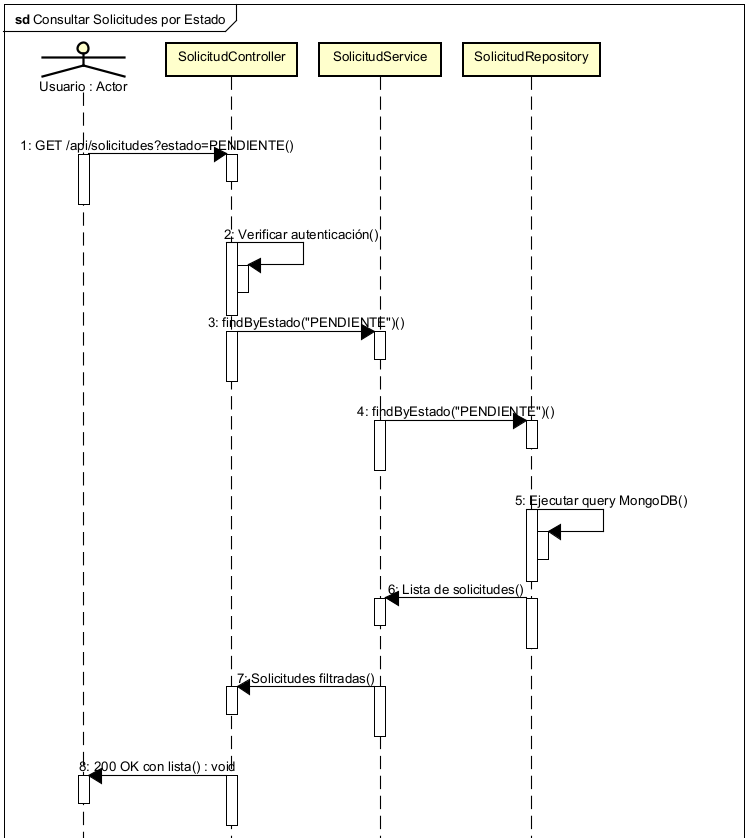 sd Consultar Solicitudes por Estado
SolicitudController
SolicitudService
SolicitudRepository
Usuario : Actor
1: GET /api/solicitudes?estado=PENDIENTE()
2: Verificar autenticación()
3: findByEstado("PENDIENTE")()
4: findByEstado("PENDIENTE")()
5: Ejecutar query MongoDB()
6: Lista de solicitudes()
7: Solicitudes filtradas()
8: 200 OK con lista() : void